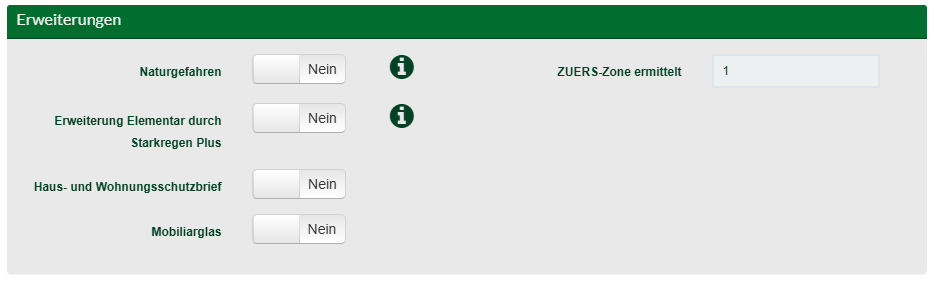 Erweiterungen
Naturgefahren Nein ZUERS-Zone ermittelt 1
Erweiterung Elementar durch Nein
Starkregen Plus
Haus- und Wohnungsschutzbrief Nein
Mobiliarglas Nein